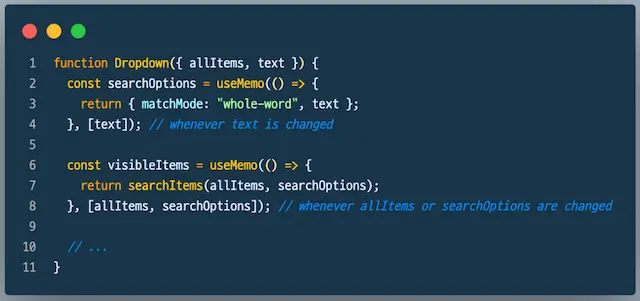 1 function Dropdown({ allItems, text }) {
2   const searchOptions = useMemo(() => {
3     return { matchMode: "whole-word", text };
4   }, [text]); // whenever text is changed
5
6   const visibleItems = useMemo(() => {
7     return searchItems(allItems, searchOptions);
8   }, [allItems, searchOptions]); // whenever allItems or searchOptions are changed
9
10   // ...
11 }